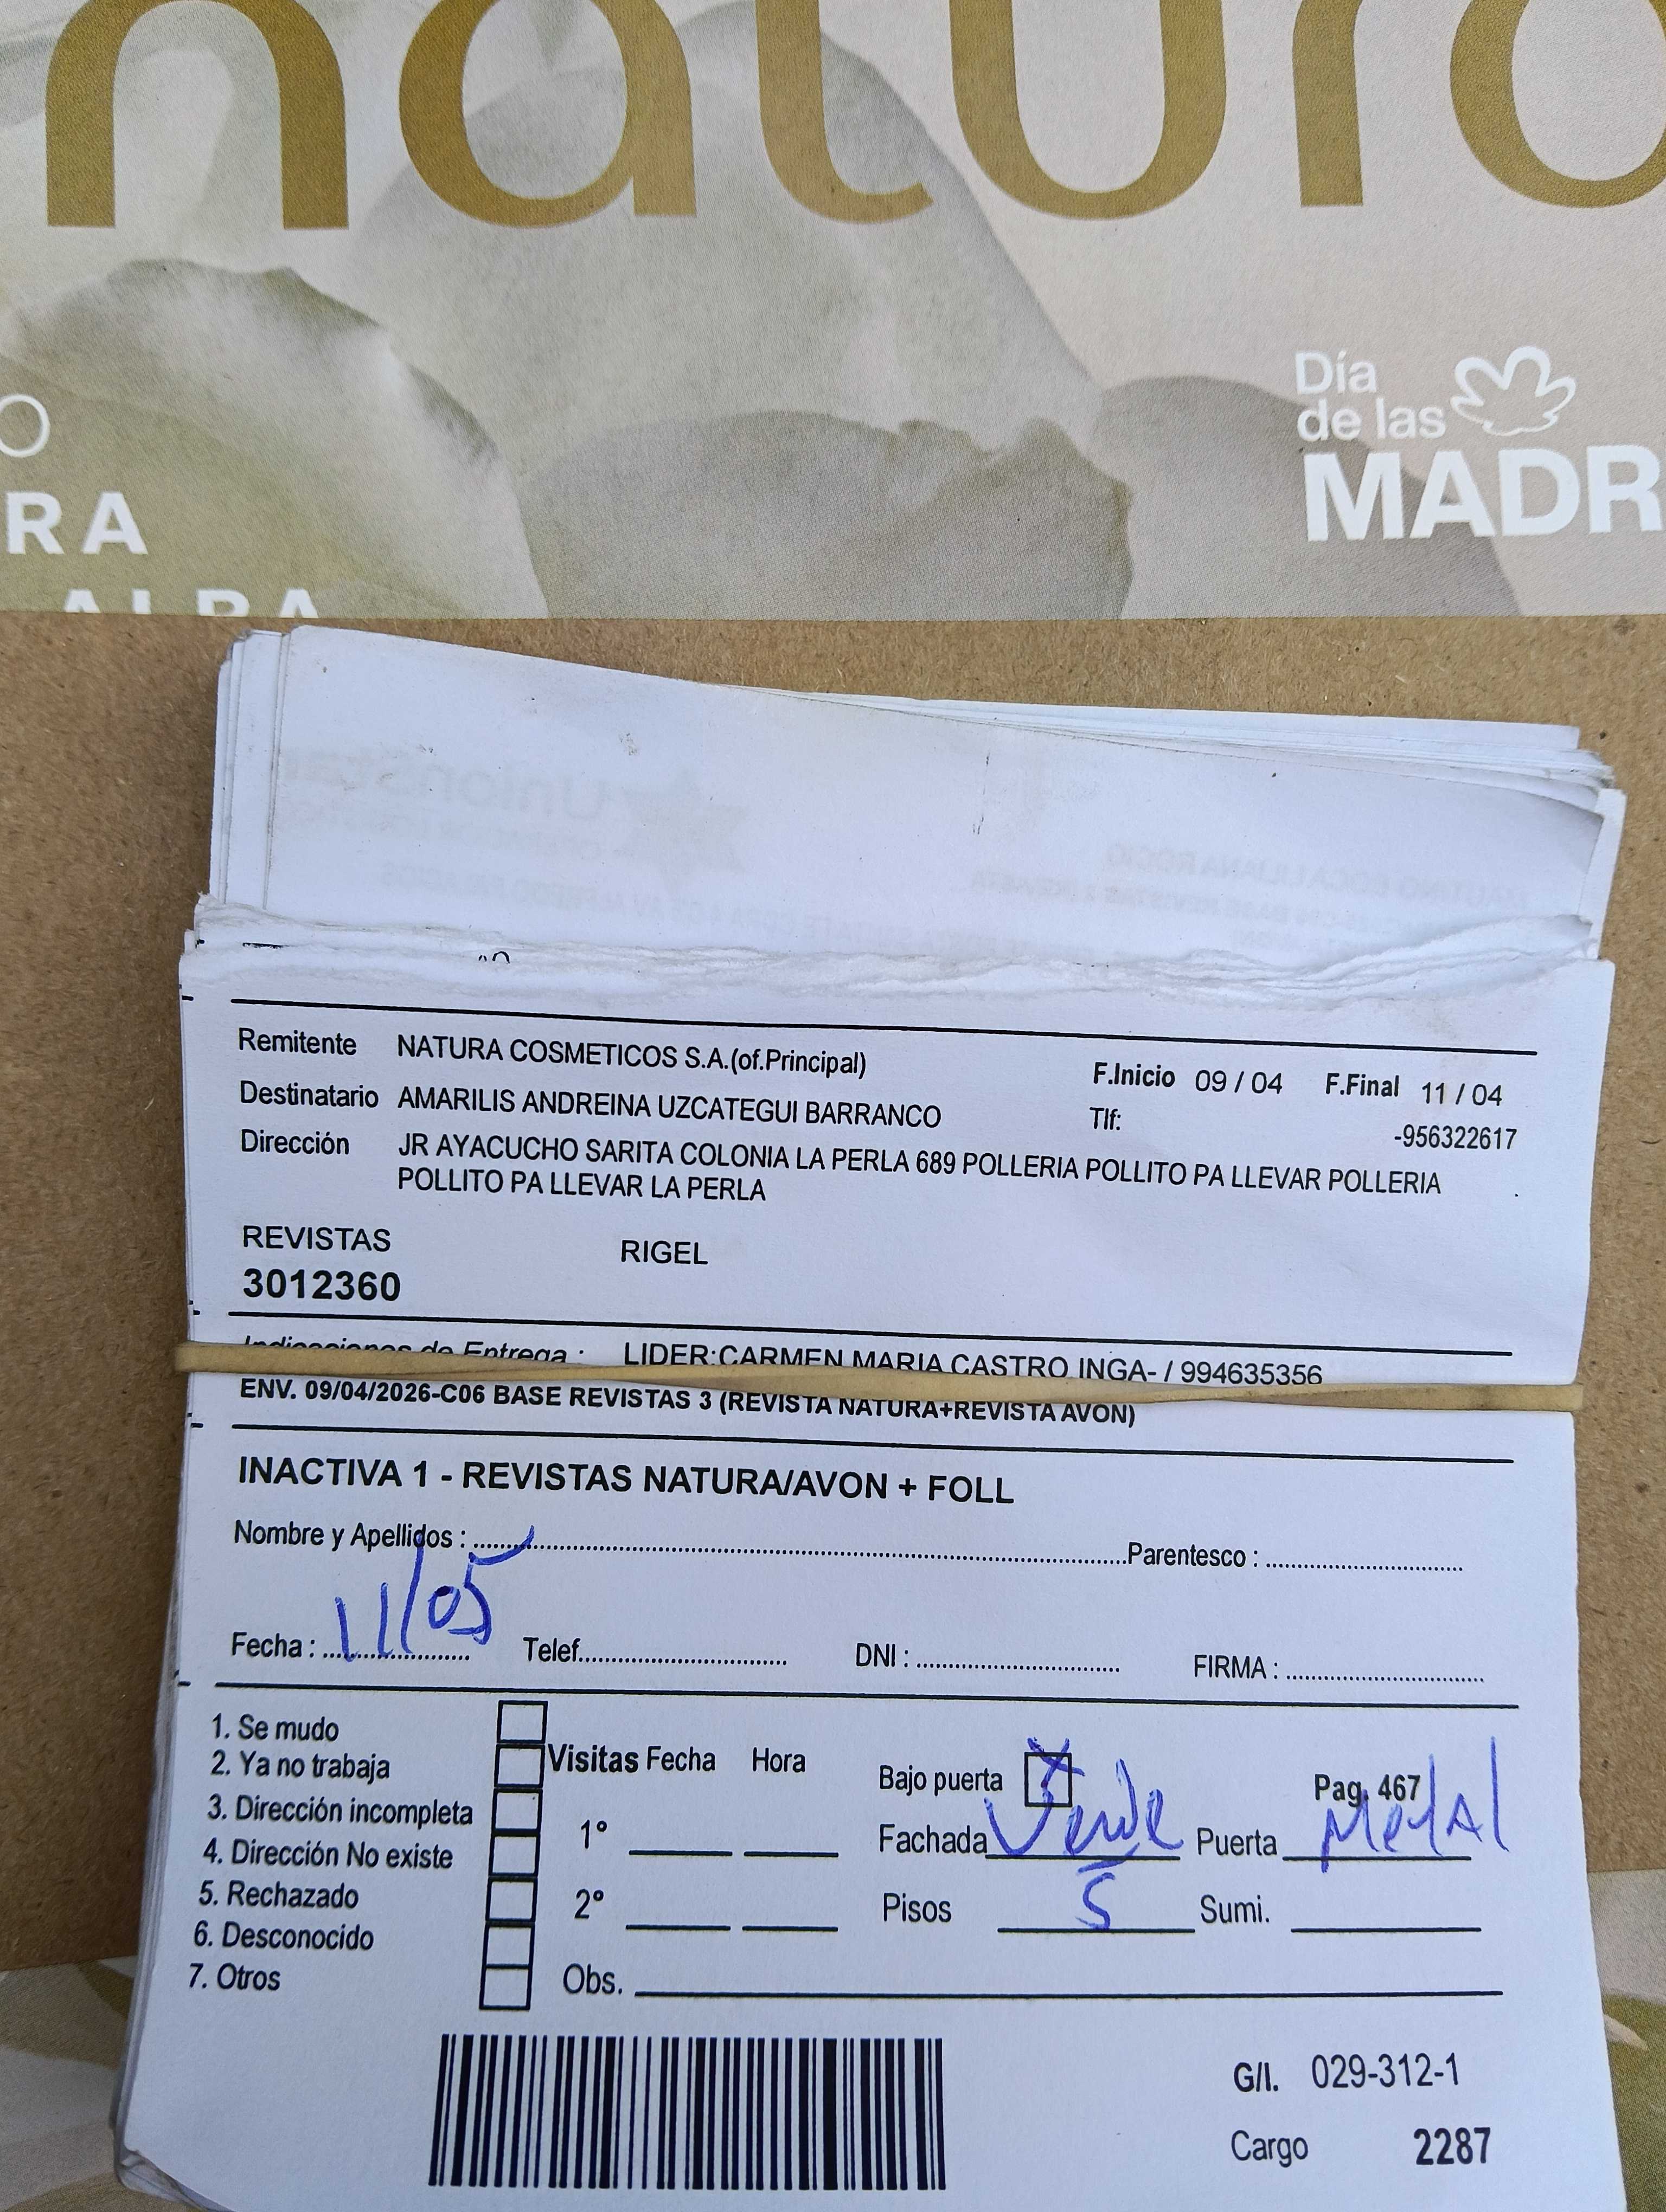 natura
Día
de las
MADR
O
RA
ALBA
Remitente NATURA COSMETICOS S.A.(of.Principal)
F.Inicio 09 / 04 F.Final 11 / 04
Destinatario AMARILIS ANDREINA UZCATEGUI BARRANCO
Tlf: -956322617
Dirección JR AYACUCHO SARITA COLONIA LA PERLA 689 POLLERIA POLLITO PA LLEVAR POLLERIA
POLLITO PA LLEVAR LA PERLA
REVISTAS RIGEL
3012360
Indicaciones de Entrega : LIDER:CARMEN MARIA CASTRO INGA- / 994635356
ENV. 09/04/2026-C06 BASE REVISTAS 3 (REVISTA NATURA+REVISTA AVON)
INACTIVA 1 - REVISTAS NATURA/AVON + FOLL
Nombre y Apellidos : Parentesco :
Fecha : 11/05 Telef. DNI : FIRMA :
1. Se mudo
2. Ya no trabaja
3. Dirección incompleta
4. Dirección No existe
5. Rechazado
6. Desconocido
7. Otros
Visitas Fecha Hora
1°
2°
Obs.
Bajo puerta X Pag. 467
Fachada Verde Puerta Metal
Pisos 5 Sumi.
G/I. 029-312-1
Cargo 2287